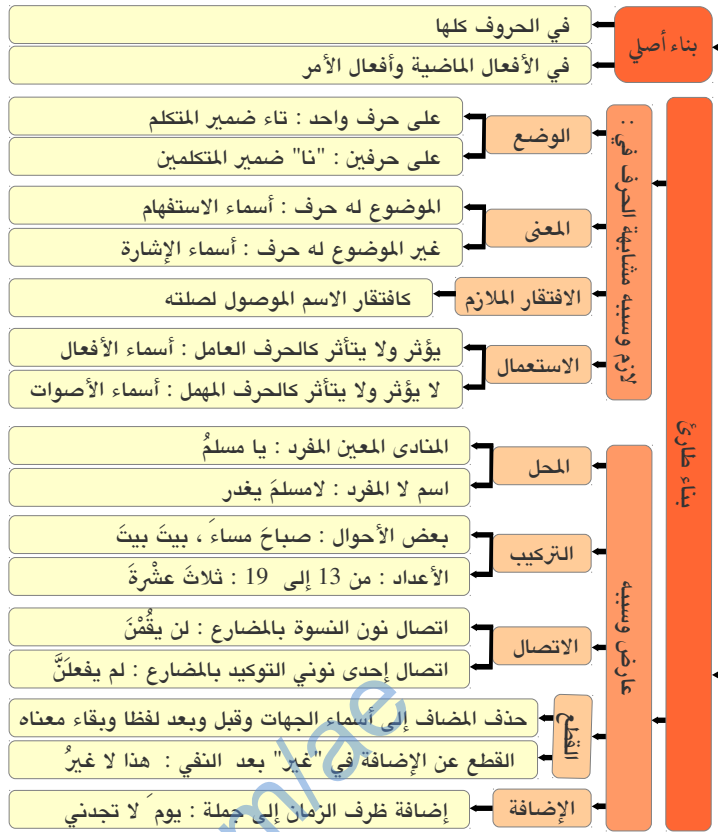 بناء أصلي
في الحروف كلها
في الأفعال الماضية وأفعال الأمر
بناء طارئ
لازم وسببه مشابهة الحرف في :
الوضع
على حرف واحد : تاء ضمير المتكلم
على حرفين : "نا" ضمير المتكلمين
المعنى
الموضوع له حرف : أسماء الاستفهام
غير الموضوع له حرف : أسماء الإشارة
الافتقار الملازم
كافتقار الاسم الموصول لصلته
الاستعمال
يؤثر ولا يتأثر كالحرف العامل : أسماء الأفعال
لا يؤثر ولا يتأثر كالحرف المهمل : أسماء الأصوات
عارض وسببه
المحل
المنادى المعين المفرد : يا مسلمُ
اسم لا المفرد : لامسلمَ يغدر
التركيب
بعض الأحوال : صباحَ مساءَ ، بيتَ بيتَ
الأعداد : من 13 إلى 19 : ثلاثَ عشْرةَ
الاتصال
اتصال نون النسوة بالمضارع : لن يقُمْنَ
اتصال إحدى نوني التوكيد بالمضارع : لم يفعلَنَّ
القطع
حذف المضاف إلى أسماء الجهات وقبل وبعد لفظا وبقاء معناه
القطع عن الإضافة في "غير" بعد النفي : هذا لا غيرُ
الإضافة
إضافة ظرف الزمان إلى جملة : يومَ لا تجدني
m/ae